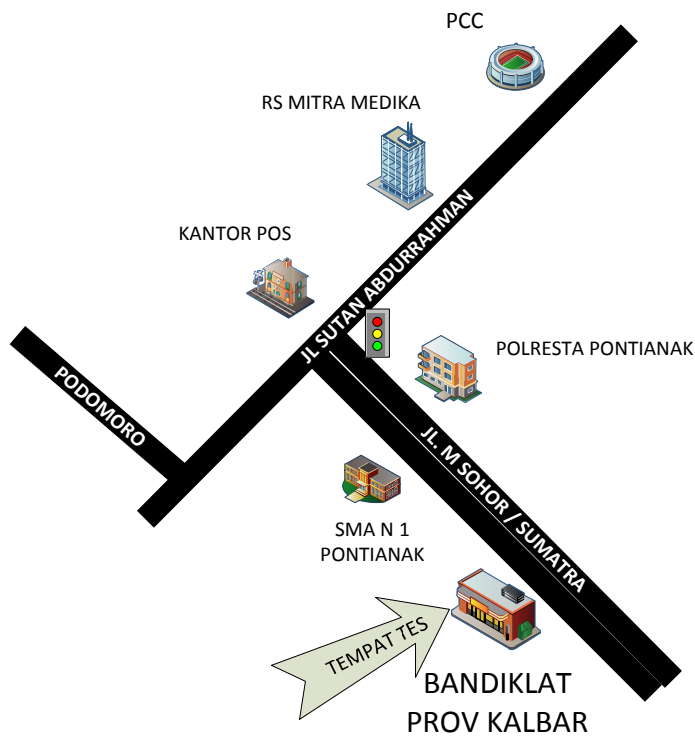 PCC
RS MITRA MEDIKA
KANTOR POS
JL SUTAN ABDURRAHMAN
POLRESTA PONTIANAK
PODOMORO
JL. M SOHOR / SUMATRA
SMA N 1
PONTIANAK
TEMPAT TES
BANDIKLAT
PROV KALBAR